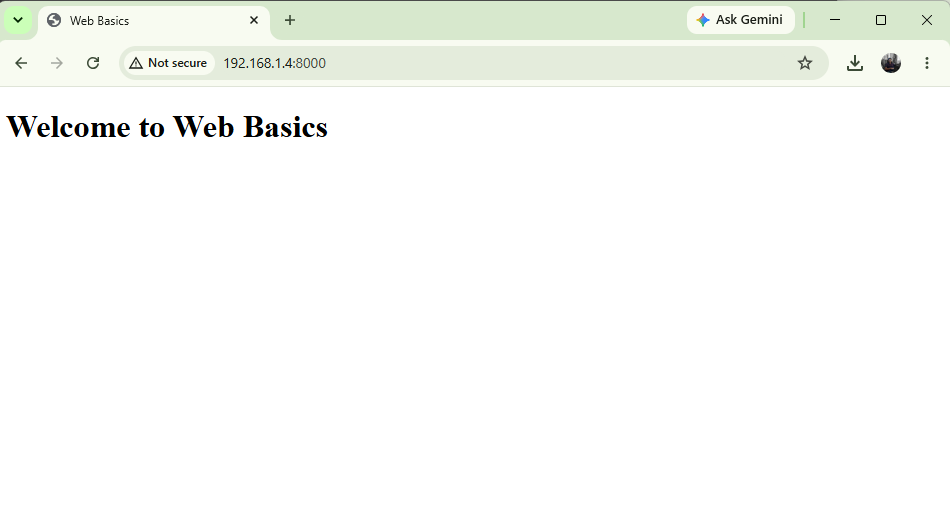 Web Basics
Ask Gemini
Not secure
192.168.1.4:8000
Welcome to Web Basics